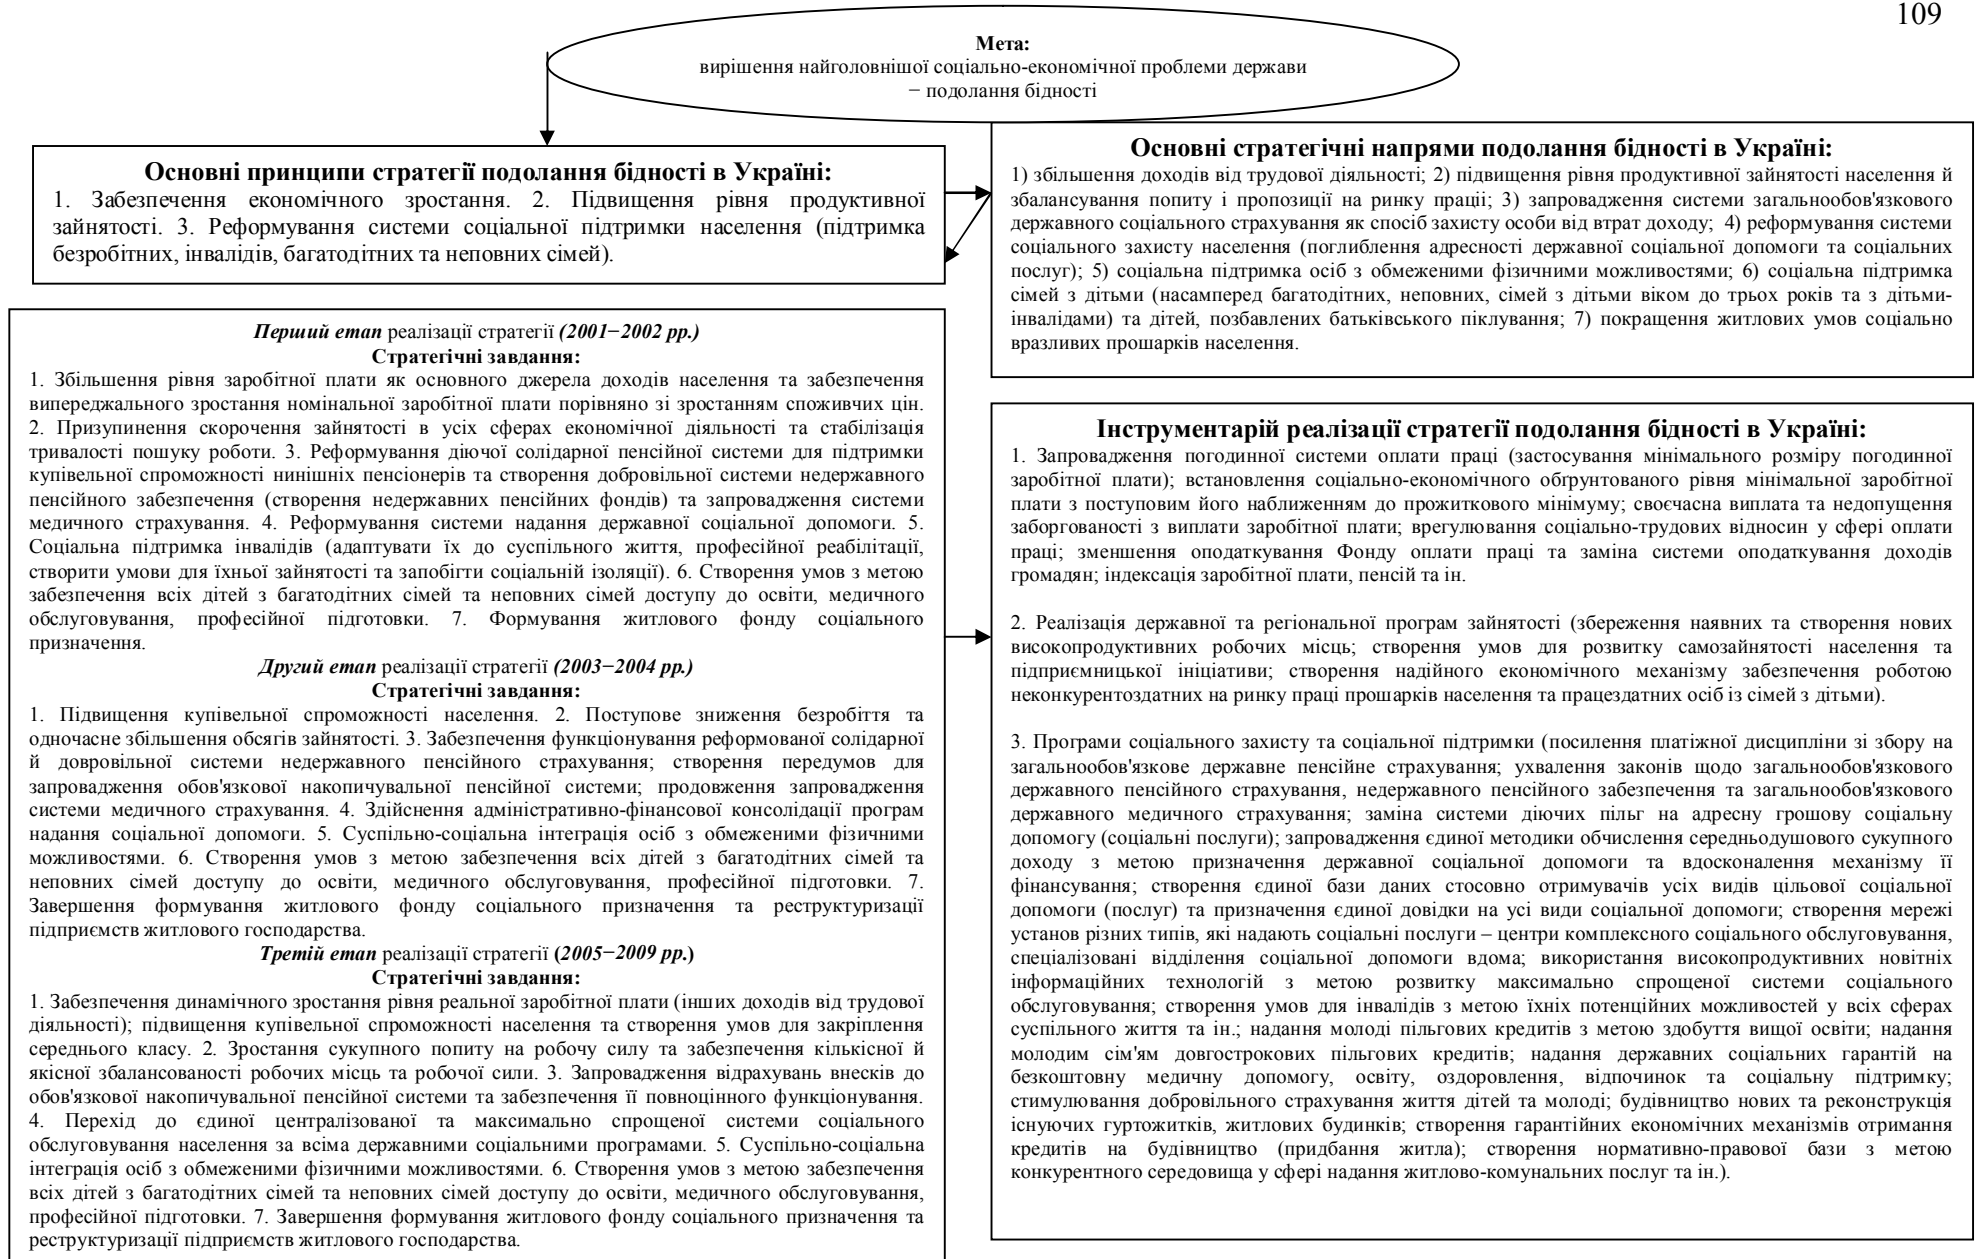 109
Мета:
вирішення найголовнішої соціально-економічної проблеми держави
− подолання бідності
Основні принципи стратегії подолання бідності в Україні:
1. Забезпечення економічного зростання. 2. Підвищення рівня продуктивної
зайнятості. 3. Реформування системи соціальної підтримки населення (підтримка
безробітних, інвалідів, багатодітних та неповних сімей).
Основні стратегічні напрями подолання бідності в Україні:
1) збільшення доходів від трудової діяльності; 2) підвищення рівня продуктивної зайнятості населення й
збалансування попиту і пропозиції на ринку праціі; 3) запровадження системи загальнообов'язкового
державного соціального страхування як спосіб захисту особи від втрат доходу; 4) реформування системи
соціального захисту населення (поглиблення адресності державної соціальної допомоги та соціальних
послуг); 5) соціальна підтримка осіб з обмеженими фізичними можливостями; 6) соціальна підтримка
сімей з дітьми (насамперед багатодітних, неповних, сімей з дітьми віком до трьох років та з дітьми-
інвалідами) та дітей, позбавлених батьківського піклування; 7) покращення житлових умов соціально
вразливих прошарків населення.
Перший етап реалізації стратегії (2001−2002 рр.)
Стратегічні завдання:
1. Збільшення рівня заробітної плати як основного джерела доходів населення та забезпечення
випереджального зростання номінальної заробітної плати порівняно зі зростанням споживчих цін.
2. Призупинення скорочення зайнятості в усіх сферах економічної діяльності та стабілізація
тривалості пошуку роботи. 3. Реформування діючої солідарної пенсійної системи для підтримки
купівельної спроможності нинішніх пенсіонерів та створення добровільної системи недержавного
пенсійного забезпечення (створення недержавних пенсійних фондів) та запровадження системи
медичного страхування. 4. Реформування системи надання державної соціальної допомоги. 5.
Соціальна підтримка інвалідів (адаптувати їх до суспільного життя, професійної реабілітації,
створити умови для їхньої зайнятості та запобігти соціальній ізоляції). 6. Створення умов з метою
забезпечення всіх дітей з багатодітних сімей та неповних сімей доступу до освіти, медичного
обслуговування, професійної підготовки. 7. Формування житлового фонду соціального
призначення.
Другий етап реалізації стратегії (2003−2004 рр.)
Стратегічні завдання:
1. Підвищення купівельної спроможності населення. 2. Поступове зниження безробіття та
одночасне збільшення обсягів зайнятості. 3. Забезпечення функціонування реформованої солідарної
й довровільної системи недержавного пенсійного страхування; створення передумов для
запровадження обов'язкової накопичувальної пенсійної системи; продовження запровадження
системи медичного страхування. 4. Здійснення адміністративно-фінансової консолідації програм
надання соціальної допомоги. 5. Суспільно-соціальна інтеграція осіб з обмеженими фізичними
можливостями. 6. Створення умов з метою забезпечення всіх дітей з багатодітних сімей та
неповних сімей доступу до освіти, медичного обслуговування, професійної підготовки. 7.
Завершення формування житлового фонду соціального призначення та реструктуризації
підприємств житлового господарства.
Третій етап реалізації стратегії (2005−2009 рр.)
Стратегічні завдання:
1. Забезпечення динамічного зростання рівня реальної заробітної плати (інших доходів від трудової
діяльності); підвищення купівельної спроможності населення та створення умов для закріплення
середнього класу. 2. Зростання сукупного попиту на робочу силу та забезпечення кількісної й
якісної збалансованості робочих місць та робочої сили. 3. Запровадження відрахувань внесків до
обов'язкової накопичувальної пенсійної системи та забезпечення її повноцінного функціонування.
4. Перехід до єдиної централізованої та максимально спрощеної системи соціального
обслуговування населення за всіма державними соціальними програмами. 5. Суспільно-соціальна
інтеграція осіб з обмеженими фізичними можливостями. 6. Створення умов з метою забезпечення
всіх дітей з багатодітних сімей та неповних сімей доступу до освіти, медичного обслуговування,
професійної підготовки. 7. Завершення формування житлового фонду соціального призначення та
реструктуризації підприємств житлового господарства.
Інструментарій реалізації стратегії подолання бідності в Україні:
1. Запровадження погодинної системи оплати праці (застосування мінімального розміру погодинної
заробітної плати); встановлення соціально-економічного обґрунтованого рівня мінімальної заробітної
плати з поступовим його наближенням до прожиткового мінімуму; своєчасна виплата та недопущення
заборгованості з виплати заробітної плати; врегулювання соціально-трудових відносин у сфері оплати
праці; зменшення оподаткування Фонду оплати праці та заміна системи оподаткування доходів
громадян; індексація заробітної плати, пенсій та ін.
2. Реалізація державної та регіональної програм зайнятості (збереження наявних та створення нових
високопродуктивних робочих місць; створення умов для розвитку самозайнятості населення та
підприємницької ініціативи; створення надійного економічного механізму забезпечення роботою
неконкурентоздатних на ринку праці прошарків населення та працездатних осіб із сімей з дітьми).
3. Програми соціального захисту та соціальної підтримки (посилення платіжної дисципліни зі збору на
загальнообов'язкове державне пенсійне страхування; ухвалення законів щодо загальнообов'язкового
державного пенсійного страхування, недержавного пенсійного забезпечення та загальнообов'язкового
державного медичного страхування; заміна системи діючих пільг на адресну грошову соціальну
допомогу (соціальні послуги); запровадження єдиної методики обчислення середньодушового сукупного
доходу з метою призначення державної соціальної допомоги та вдосконалення механізму її
фінансування; створення єдиної бази даних стосовно отримувачів усіх видів цільової соціальної
допомоги (послуг) та призначення єдиної довідки на усі види соціальної допомоги; створення мережі
установ різних типів, які надають соціальні послуги – центри комплексного соціального обслуговування,
спеціалізовані відділення соціальної допомоги вдома; використання високопродуктивних новітніх
інформаційних технологій з метою розвитку максимально спрощеної системи соціального
обслуговування; створення умов для інвалідів з метою їхніх потенційних можливостей у всіх сферах
суспільного життя та ін.; надання молоді пільгових кредитів з метою здобуття вищої освіти; надання
молодим сім'ям довгострокових пільгових кредитів; надання державних соціальних гарантій на
безкоштовну медичну допомогу, освіту, оздоровлення, відпочинок та соціальну підтримку;
стимулювання добровільного страхування життя дітей та молоді; будівництво нових та реконструкція
існуючих гуртожитків, житлових будинків; створення гарантійних економічних механізмів отримання
кредитів на будівництво (придбання житла); створення нормативно-правової бази з метою
конкурентного середовища у сфері надання житлово-комунальних послуг та ін.).